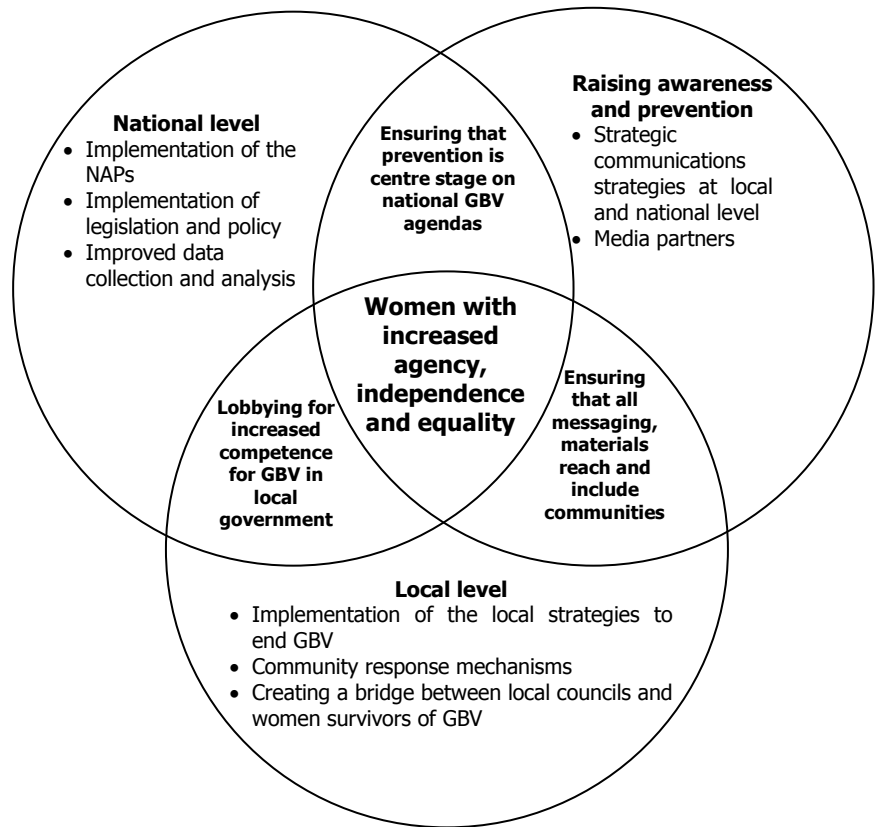 National level
• Implementation of the
NAPs
• Implementation of
legislation and policy
• Improved data
collection and analysis
Ensuring that
prevention is
centre stage on
national GBV
agendas
Raising awareness
and prevention
• Strategic
communications
strategies at local
and national level
• Media partners
Women with
increased
agency,
independence
and equality
Lobbying for
increased
competence
for GBV in
local
government
Ensuring
that all
messaging,
materials
reach and
include
communities
Local level
• Implementation of the local strategies to
end GBV
• Community response mechanisms
• Creating a bridge between local councils and
women survivors of GBV